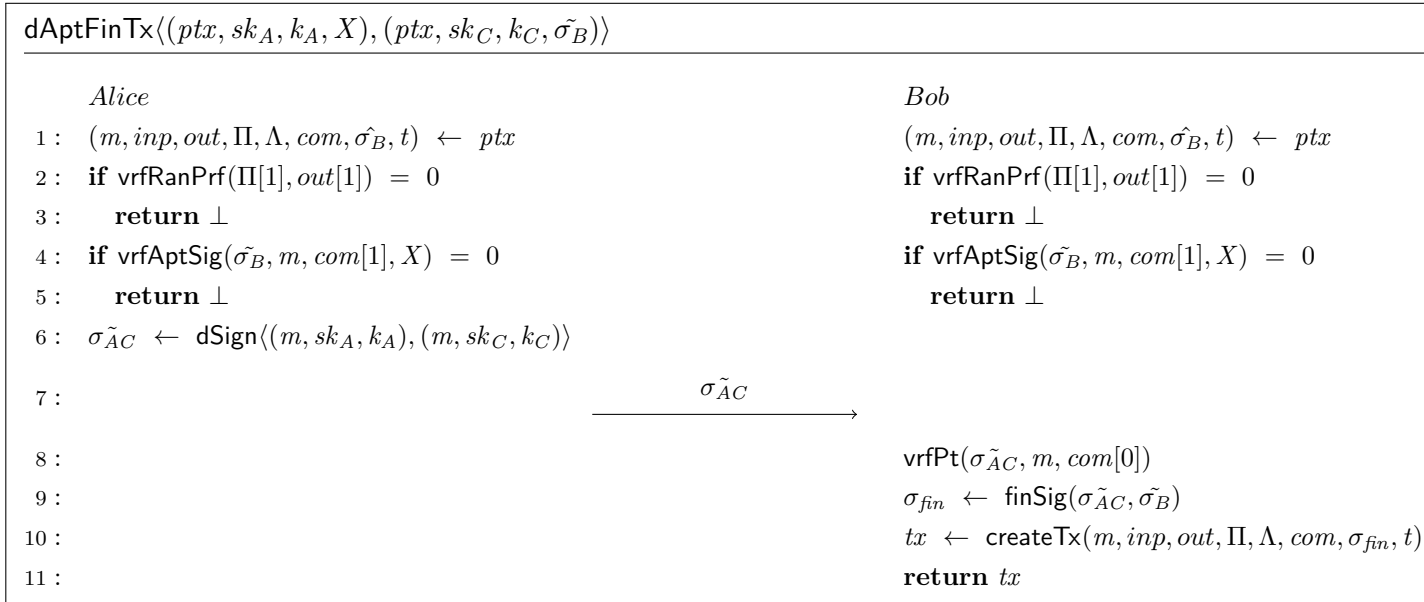 dAptFinTx⟨(ptx, sk_A, k_A, X), (ptx, sk_C, k_C, σ̃_B)⟩
Alice Bob
1 : (m, inp, out, Π, Λ, com, σ̂_B, t) ← ptx (m, inp, out, Π, Λ, com, σ̂_B, t) ← ptx
2 : if vrfRanPrf(Π[1], out[1]) = 0 if vrfRanPrf(Π[1], out[1]) = 0
3 : return ⊥ return ⊥
4 : if vrfAptSig(σ̃_B, m, com[1], X) = 0 if vrfAptSig(σ̃_B, m, com[1], X) = 0
5 : return ⊥ return ⊥
6 : σ̃_AC ← dSign⟨(m, sk_A, k_A), (m, sk_C, k_C)⟩
7 : σ̃_AC
8 : vrfPt(σ̃_AC, m, com[0])
9 : σ_fin ← finSig(σ̃_AC, σ̃_B)
10 : tx ← createTx(m, inp, out, Π, Λ, com, σ_fin, t)
11 : return tx